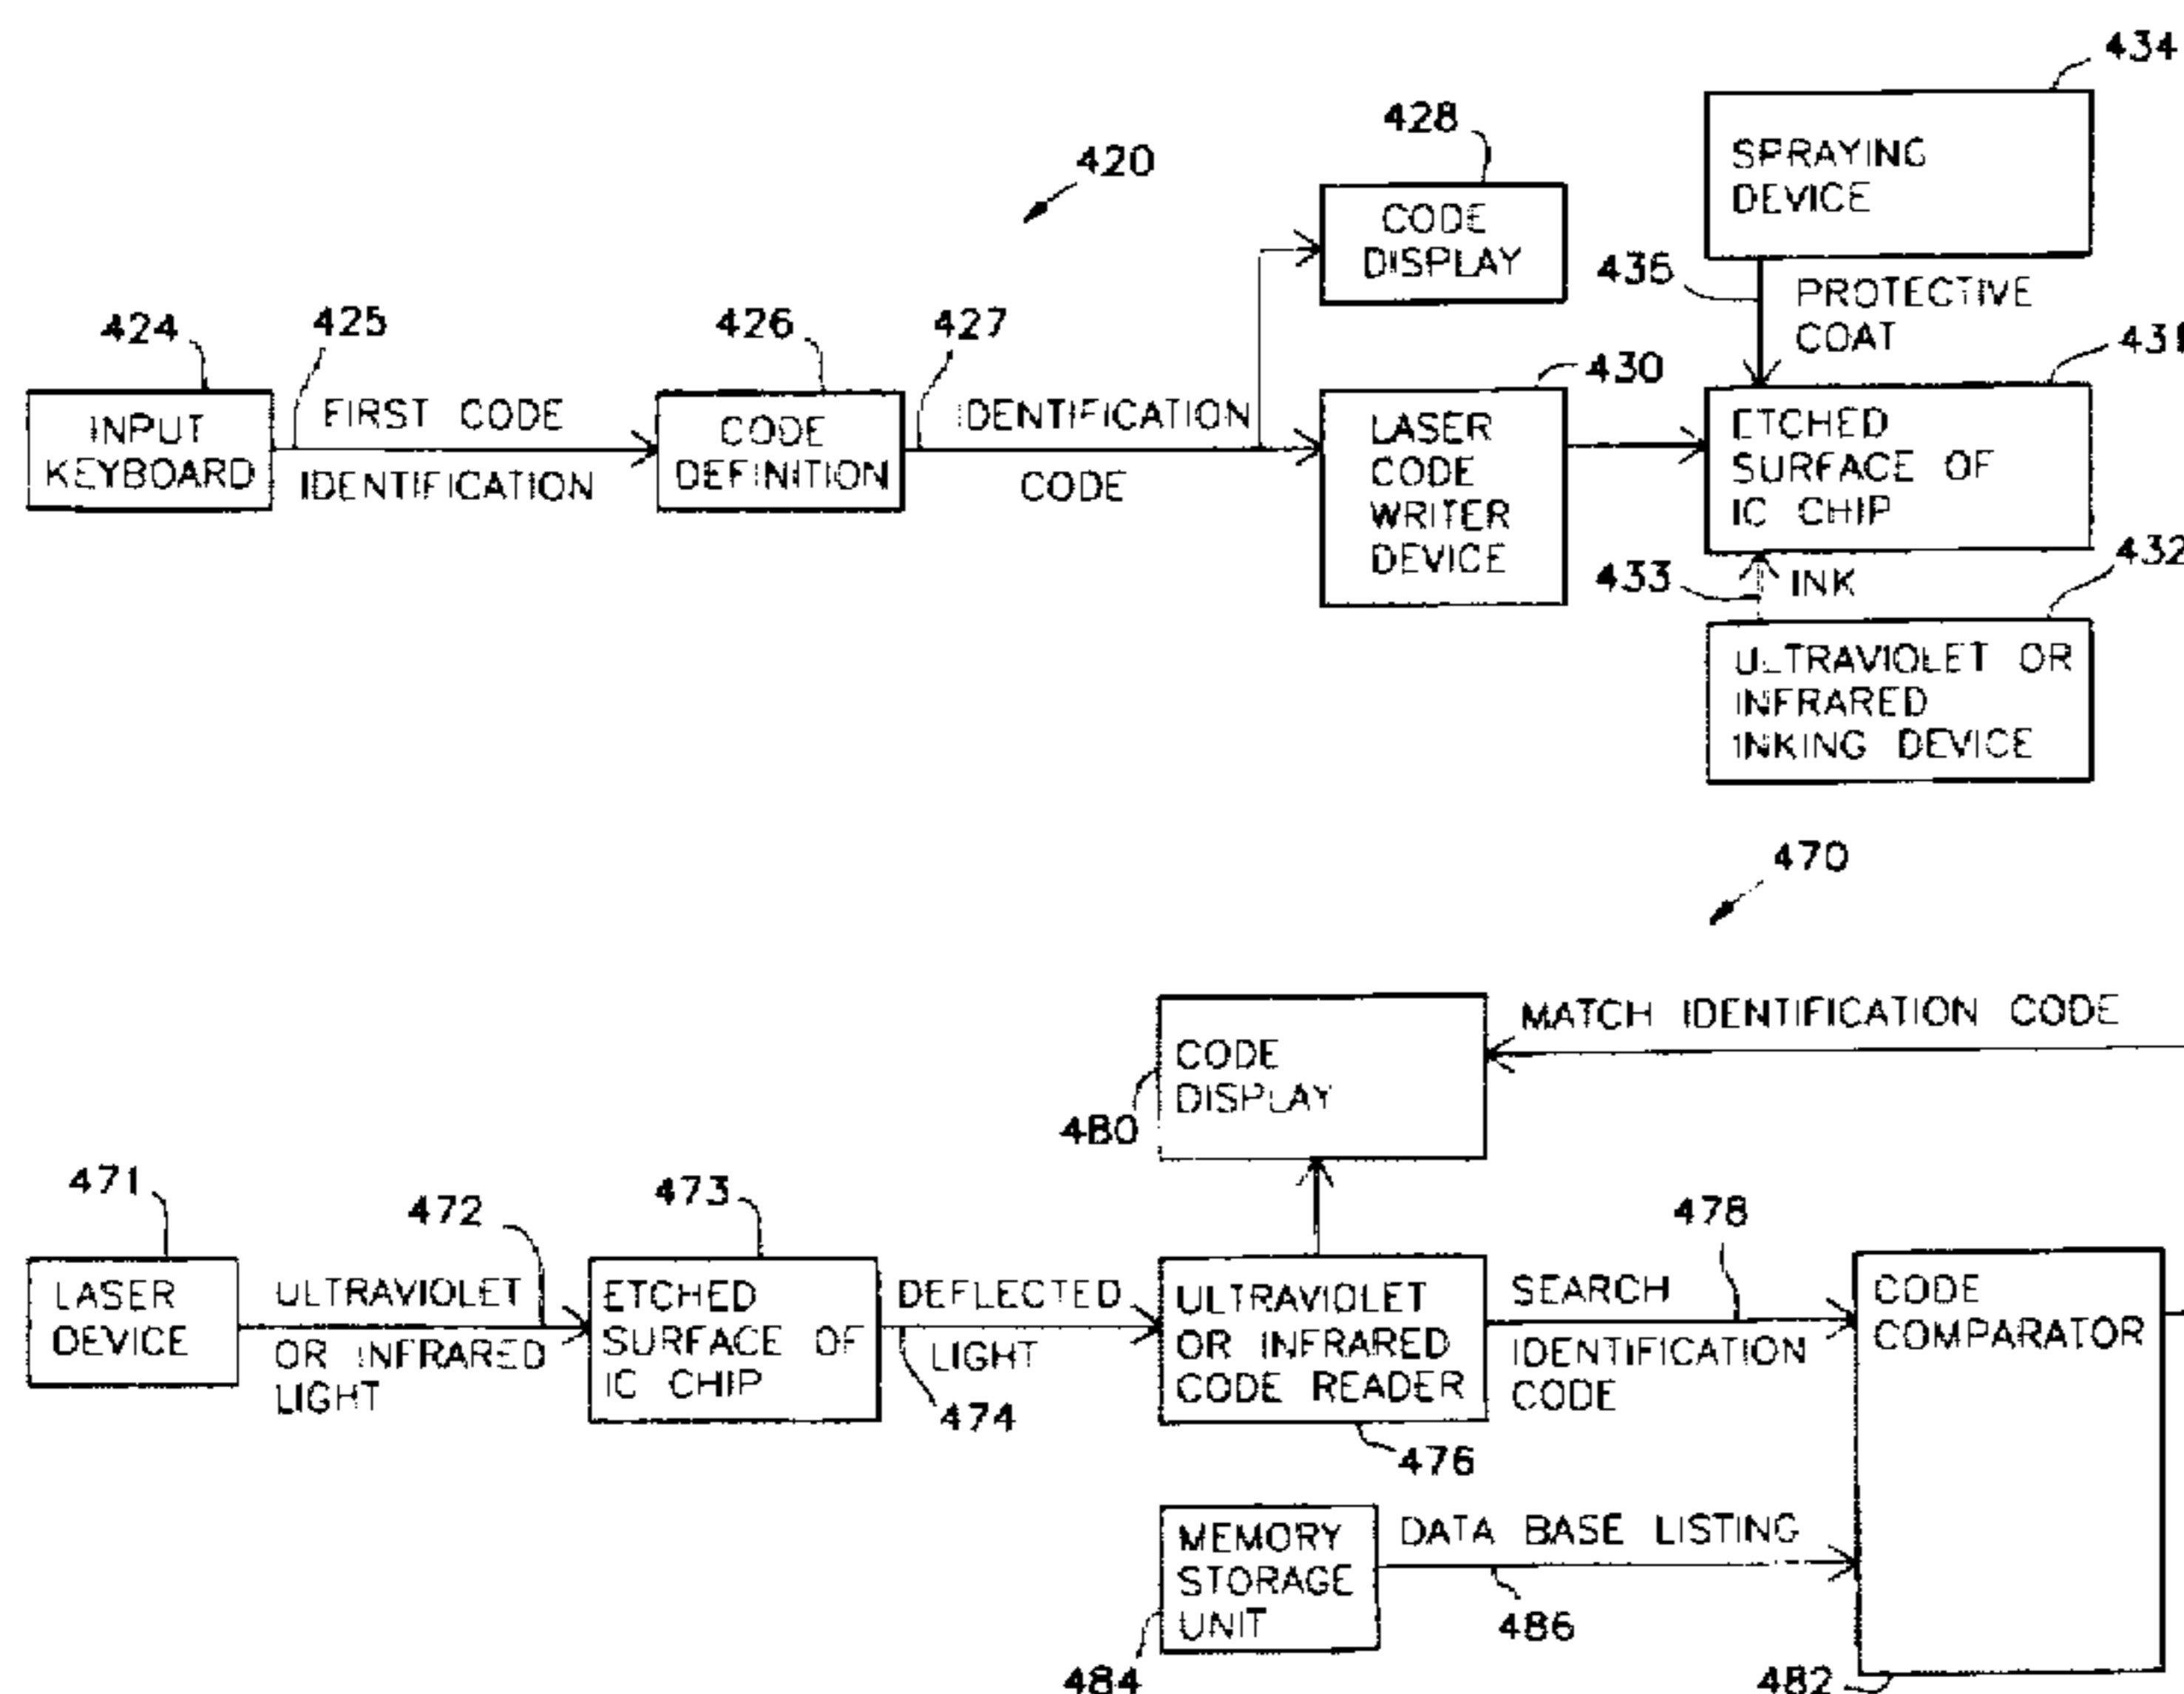 434
428
420
SPRAYING
DEVICE
CODE
DISPLAY
436
PROTECTIVE
COAT
424
425
426
427
430
431
INPUT
KEYBOARD
FIRST CODE
IDENTIFICATION
CODE
DEFINITION
IDENTIFICATION
CODE
LASER
CODE
WRITER
DEVICE
ETCHED
SURFACE OF
IC CHIP
432
433
INK
ULTRAVIOLET OR
INFRARED
INKING DEVICE
470
MATCH IDENTIFICATION CODE
CODE
DISPLAY
480
471
472
473
478
LASER
DEVICE
ULTRAVIOLET
OR INFRARED
LIGHT
ETCHED
SURFACE OF
IC CHIP
DEFLECTED
LIGHT
474
ULTRAVIOLET
OR INFRARED
CODE READER
476
SEARCH
IDENTIFICATION
CODE
CODE
COMPARATOR
MEMORY
STORAGE
UNIT
DATA BASE LISTING
486
484
482